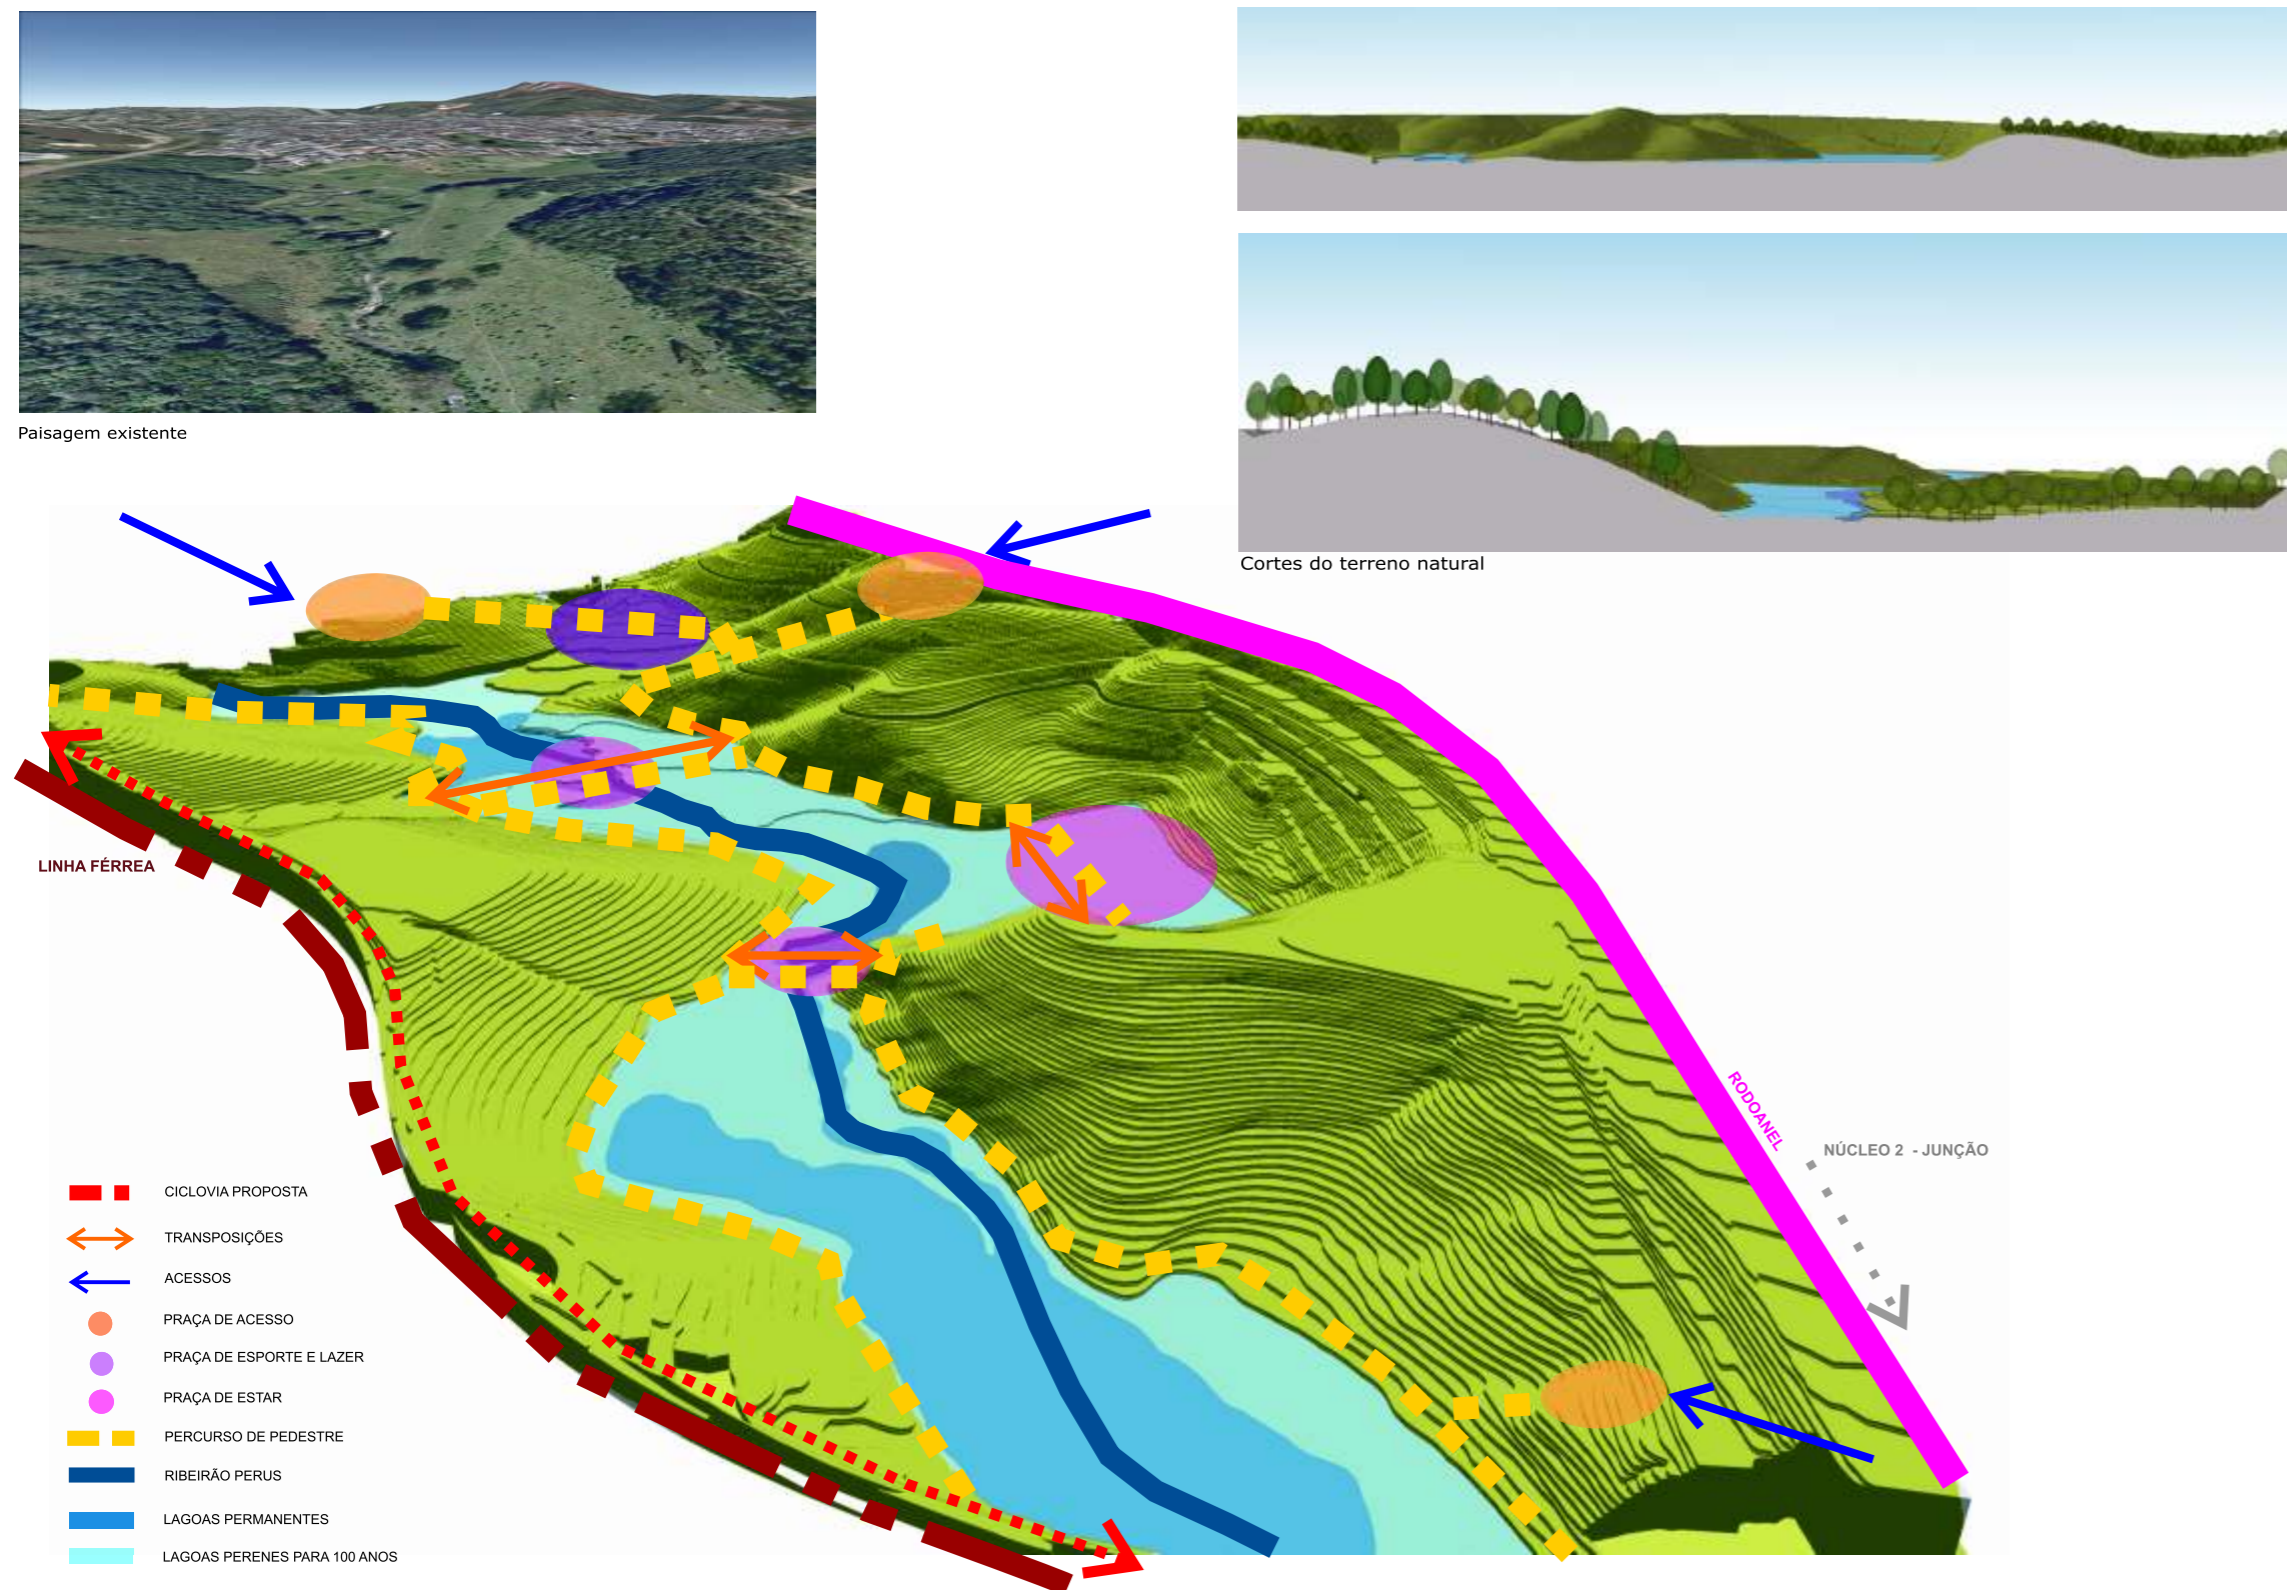 Paisagem existente
Cortes do terreno natural
LINHA FÉRREA
RODOANEL
NÚCLEO 2 - JUNÇÃO
CICLOVIA PROPOSTA
TRANSPOSIÇÕES
ACESSOS
PRAÇA DE ACESSO
PRAÇA DE ESPORTE E LAZER
PRAÇA DE ESTAR
PERCURSO DE PEDESTRE
RIBEIRÃO PERUS
LAGOAS PERMANENTES
LAGOAS PERENES PARA 100 ANOS